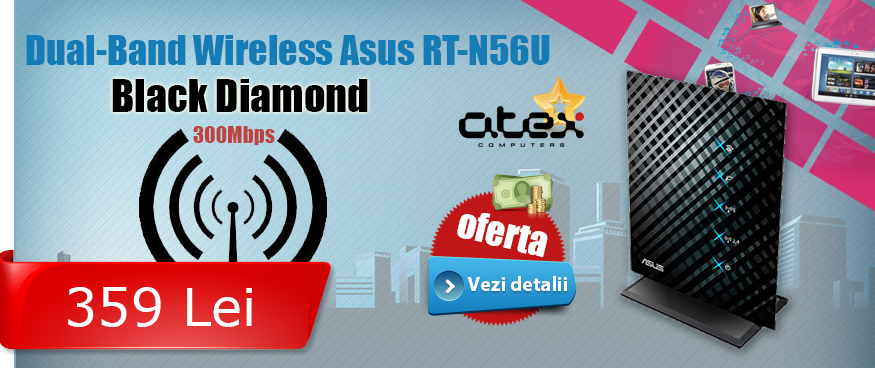 Dual-Band Wireless Asus RT-N56U
Black Diamond
300Mbps
atex
COMPUTERS
oferta
Vezi detalii
359 Lei
ASUS